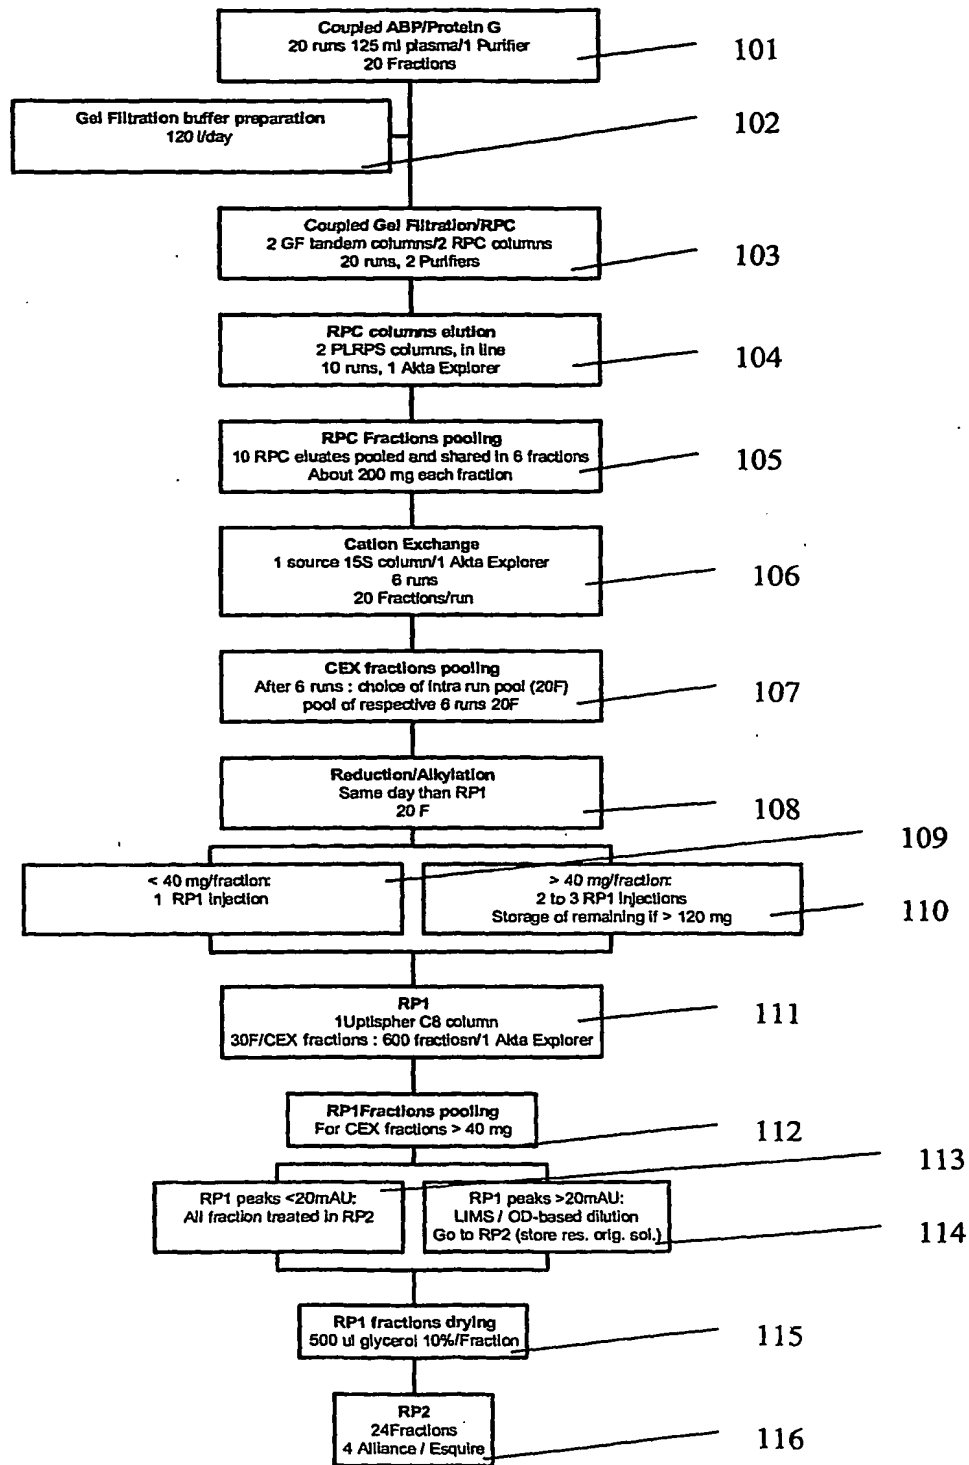 Coupled ABP/Protein G
20 runs 125 ml plasma/1 Purifier
20 Fractions
101
Gel Filtration buffer preparation
120 l/day
102
Coupled Gel Filtration/RPC
2 GF tandem columns/2 RPC columns
20 runs, 2 Purifiers
103
RPC columns elution
2 PLRPS columns, in line
10 runs, 1 Akta Explorer
104
RPC Fractions pooling
10 RPC eluates pooled and shared in 6 fractions
About 200 mg each fraction
105
Cation Exchange
1 source 15S column/1 Akta Explorer
6 runs
20 Fractions/run
106
CEX fractions pooling
After 6 runs : choice of intra run pool (20F)
pool of respective 6 runs 20F
107
Reduction/Alkylation
Same day than RP1
20 F
108
109
< 40 mg/fraction:
1 RP1 injection
> 40 mg/fraction:
2 to 3 RP1 injections
Storage of remaining if > 120 mg
110
RP1
1Uptispher C8 column
30F/CEX fractions : 600 fractiosn/1 Akta Explorer
111
RP1Fractions pooling
For CEX fractions > 40 mg
112
113
RP1 peaks <20mAU:
All fraction treated in RP2
RP1 peaks >20mAU:
LIMS / OD-based dilution
Go to RP2 (store res. orig. sol.)
114
RP1 fractions drying
500 ul glycerol 10%/Fraction
115
RP2
24Fractions
4 Alliance / Esquire
116